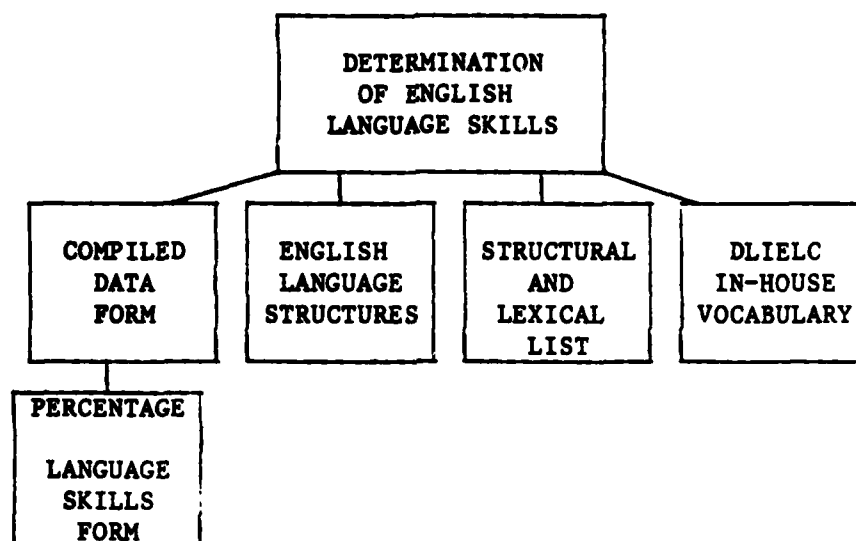 DETERMINATION
OF ENGLISH
LANGUAGE SKILLS
COMPILED
DATA
FORM
ENGLISH
LANGUAGE
STRUCTURES
STRUCTURAL
AND
LEXICAL
LIST
DLIELC
IN-HOUSE
VOCABULARY
PERCENTAGE
LANGUAGE
SKILLS
FORM